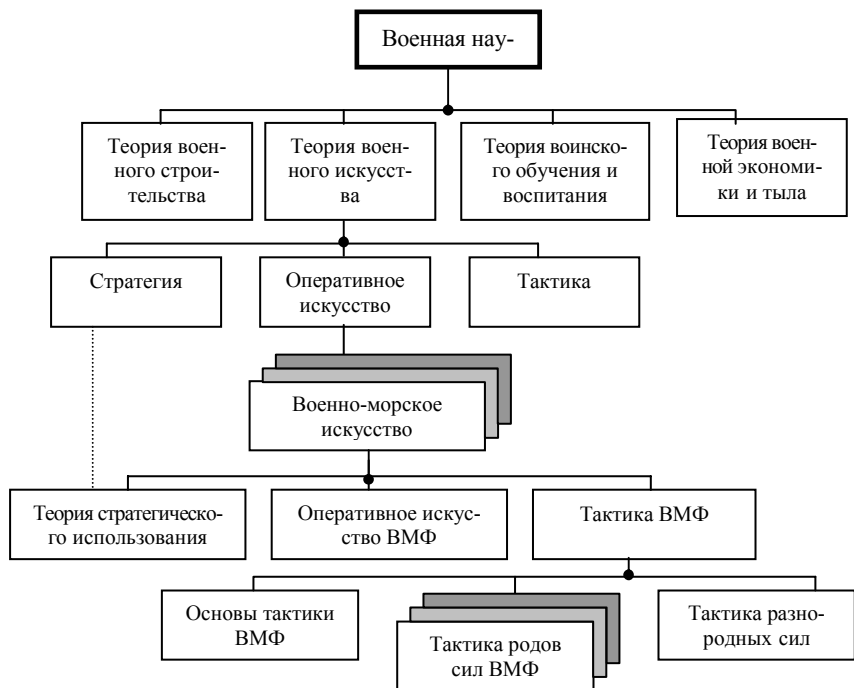 Военная нау-
Теория воен-
ного строи-
тельства
Теория воен-
ного искусст-
ва
Теория воинско-
го обучения и
воспитания
Теория воен-
ной экономи-
ки и тыла
Стратегия
Оперативное
искусство
Тактика
Военно-морское
искусство
Теория стратегическо-
го использования
Оперативное искус-
ство ВМФ
Тактика ВМФ
Основы тактики
ВМФ
Тактика родов
сил ВМФ
Тактика разно-
родных сил